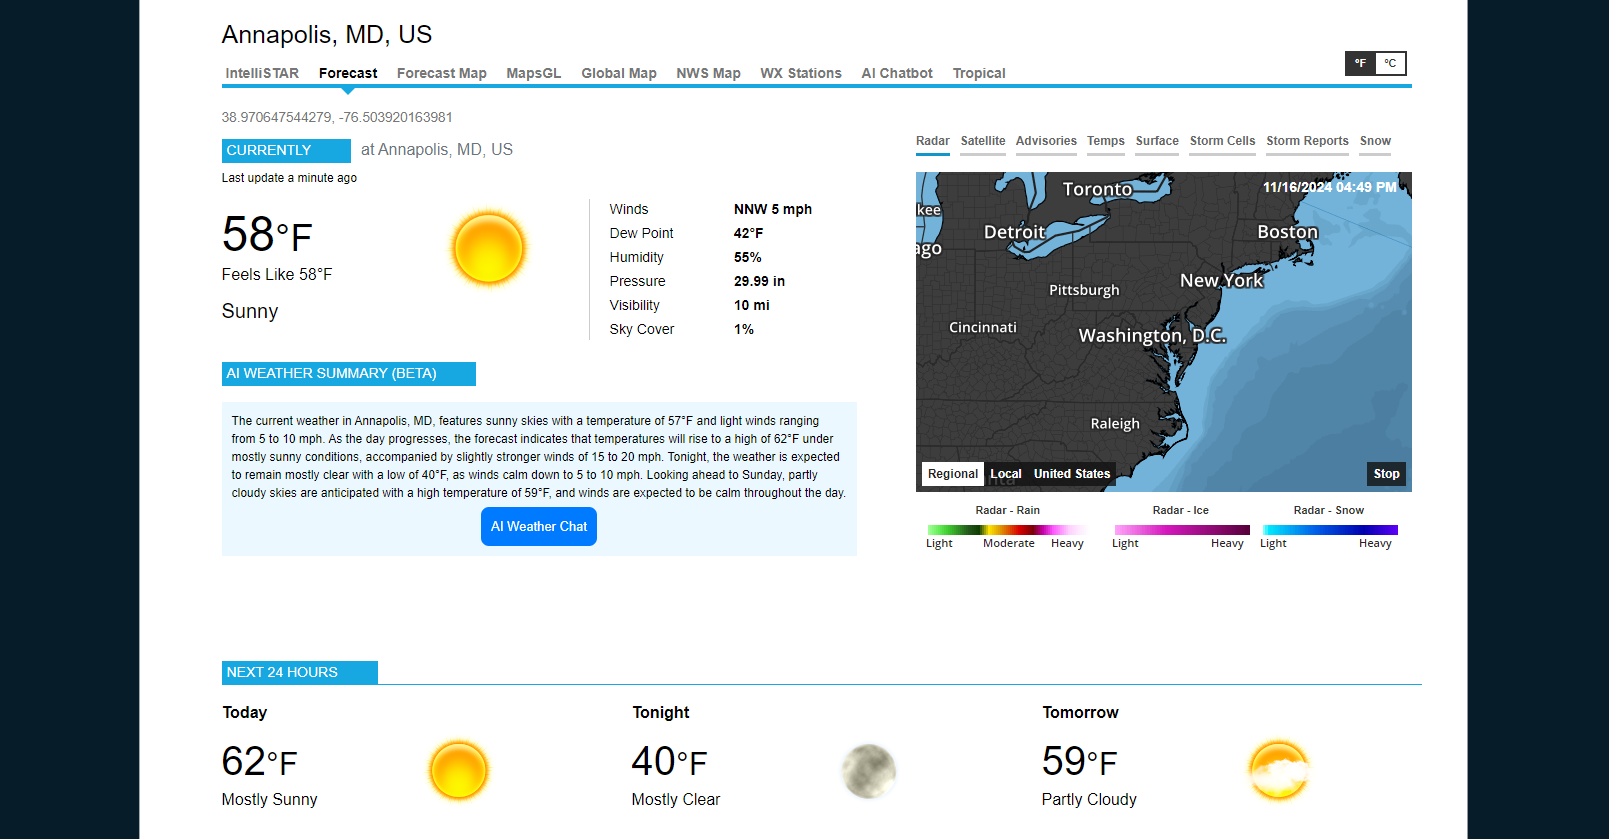 Annapolis, MD, US
IntelliSTAR Forecast Forecast Map MapsGL Global Map NWS Map WX Stations AI Chatbot Tropical
°F °C
38.970647544279, -76.503920163981
CURRENTLY at Annapolis, MD, US
Last update a minute ago
58°F
Feels Like 58°F
Sunny
Winds NNW 5 mph
Dew Point 42°F
Humidity 55%
Pressure 29.99 in
Visibility 10 mi
Sky Cover 1%
AI WEATHER SUMMARY (BETA)
The current weather in Annapolis, MD, features sunny skies with a temperature of 57°F and light winds ranging
from 5 to 10 mph. As the day progresses, the forecast indicates that temperatures will rise to a high of 62°F under
mostly sunny conditions, accompanied by slightly stronger winds of 15 to 20 mph. Tonight, the weather is expected
to remain mostly clear with a low of 40°F, as winds calm down to 5 to 10 mph. Looking ahead to Sunday, partly
cloudy skies are anticipated with a high temperature of 59°F, and winds are expected to be calm throughout the day.
AI Weather Chat
Radar Satellite Advisories Temps Surface Storm Cells Storm Reports Snow
11/16/2024 04:49 PM
Toronto
kee
Detroit
Boston
ago
New York
Pittsburgh
Cincinnati
Washington, D.C.
Raleigh
Regional Local United States
nta
Stop
Radar - Rain
Light Moderate Heavy
Radar - Ice
Light Heavy
Radar - Snow
Light Heavy
NEXT 24 HOURS
Today
62°F
Mostly Sunny
Tonight
40°F
Mostly Clear
Tomorrow
59°F
Partly Cloudy